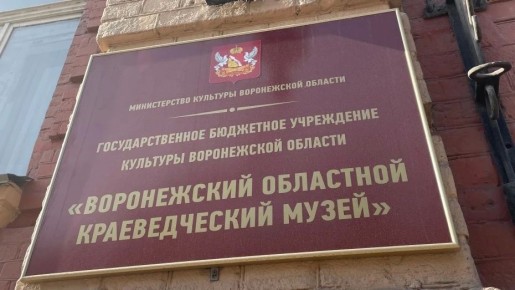 МИНИСТЕРСТВО КУЛЬТУРЫ ВОРОНЕЖСКОЙ ОБЛАСТИ
ГОСУДАРСТВЕННОЕ БЮДЖЕТНОЕ УЧРЕЖДЕНИЕ
КУЛЬТУРЫ ВОРОНЕЖСКОЙ ОБЛАСТИ
«ВОРОНЕЖСКИЙ ОБЛАСТНОЙ
КРАЕВЕДЧЕСКИЙ МУЗЕЙ»